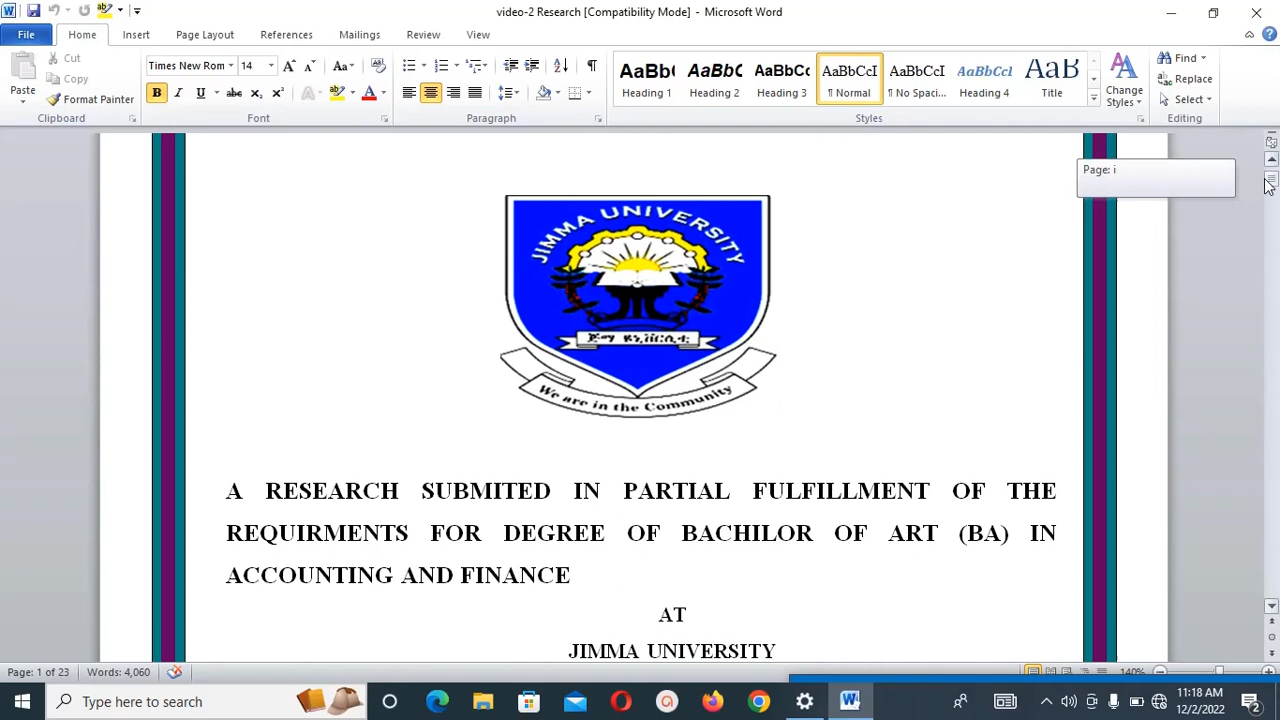 video-2 Research [Compatibility Mode] - Microsoft Word
File Home Insert Page Layout References Mailings Review View
Paste
Cut
Copy
Format Painter
Clipboard
Times New Rom 14
Font
Paragraph
AaBbC AaBbCc AaBbCc AaBbCcI AaBbCcI AaBbCcI AaB
Heading 1 Heading 2 Heading 3 ¶ Normal ¶ No Spaci... Heading 4 Title
Styles
Change Styles
Find
Replace
Select
Editing
Page: i
JIMMA UNIVERSITY
We are in the Community
A RESEARCH SUBMITED IN PARTIAL FULFILLMENT OF THE
REQUIRMENTS FOR DEGREE OF BACHILOR OF ART (BA) IN
ACCOUNTING AND FINANCE
AT
JIMMA UNIVERSITY
Page: 1 of 23 Words: 4,060 140%
Type here to search
11:18 AM
12/2/2022
2